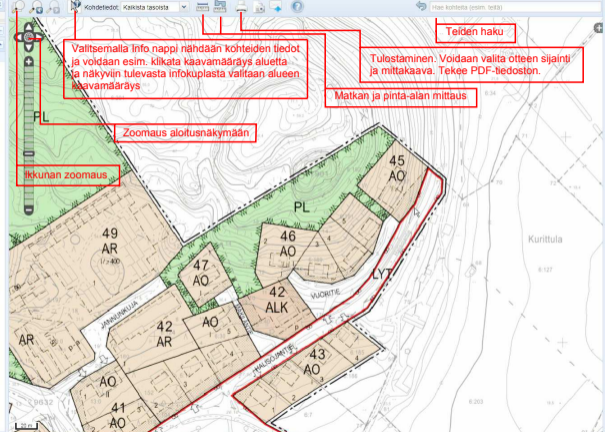 Kohdetiedot: Kaikista tasoista
Hae kohteita (esim. teitä)
Teiden haku
Valitsemalla Info nappi nähdään kohteiden tiedot
ja voidaan esim. klikata kaavamääräys aluetta
ja näkyviin tulevasta infokuplasta valitaan alueen
kaavamääräys
Tulostaminen. Voidaan valita otteen sijainti
ja mittakaava. Tekee PDF-tiedoston.
Matkan ja pinta-alan mittaus
Zoomaus aloitusnäkymään
Ikkunan zoomaus
PL
45
AO
PL
49
AR
46
AO
47
AO
42
ALK
LYT
VUORITIE
JANNUNKUJA
42
AR
AO
AR
HALISOJANTIE
43
AO
AO
41
AO
Kurittula
20 m